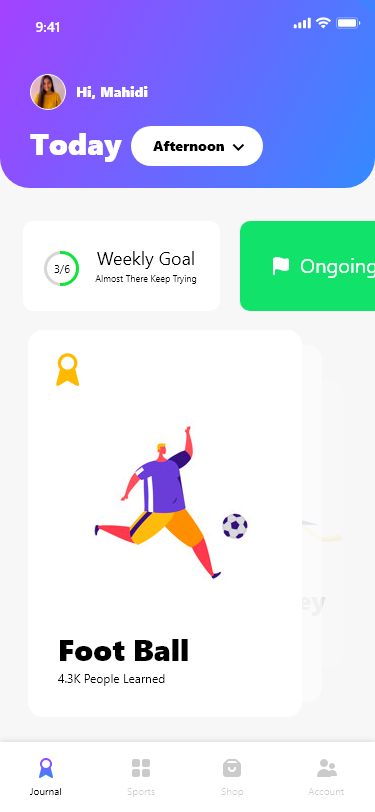 9:41
Hi, Mahidi
Today
Afternoon
3/6
Weekly Goal
Almost There Keep Trying
Ongoing
ey
Foot Ball
4.3K People Learned
Journal
Sports
Shop
Account